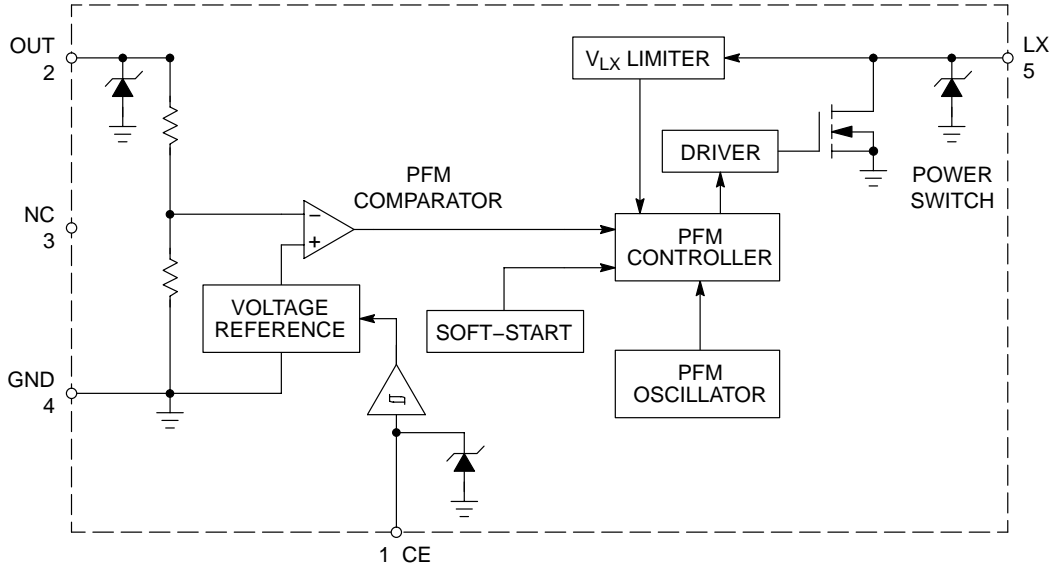 OUT
2
V_LX LIMITER
LX
5
DRIVER
POWER
SWITCH
PFM
COMPARATOR
NC
3
−
+
PFM
CONTROLLER
VOLTAGE
REFERENCE
SOFT−START
GND
4
PFM
OSCILLATOR
1 CE